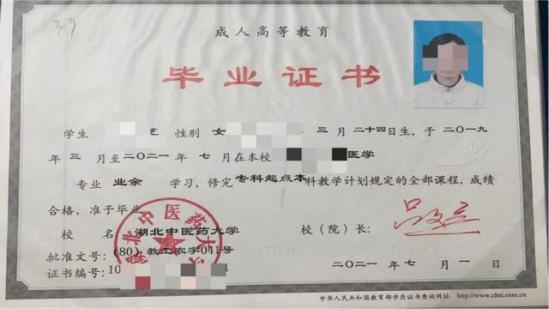 3-9
成人高等教育
毕业证书
学生 性别 女 三 月 二十四日生，于 二〇一九
年 三 月至二〇二一年 七 月在本校 医学
专业 业余 学习，修完 专科起点本 科教学计划规定的全部课程，成绩
合格，准予毕业。
校 名 湖北中医药大学 校（院）长：
批准文号：(80）教工农字041号
证书编号：10 1 二〇二一年 七 月 一 日
中华人民共和国教育部学历证书查询网址 http://www.chsi.com.cn